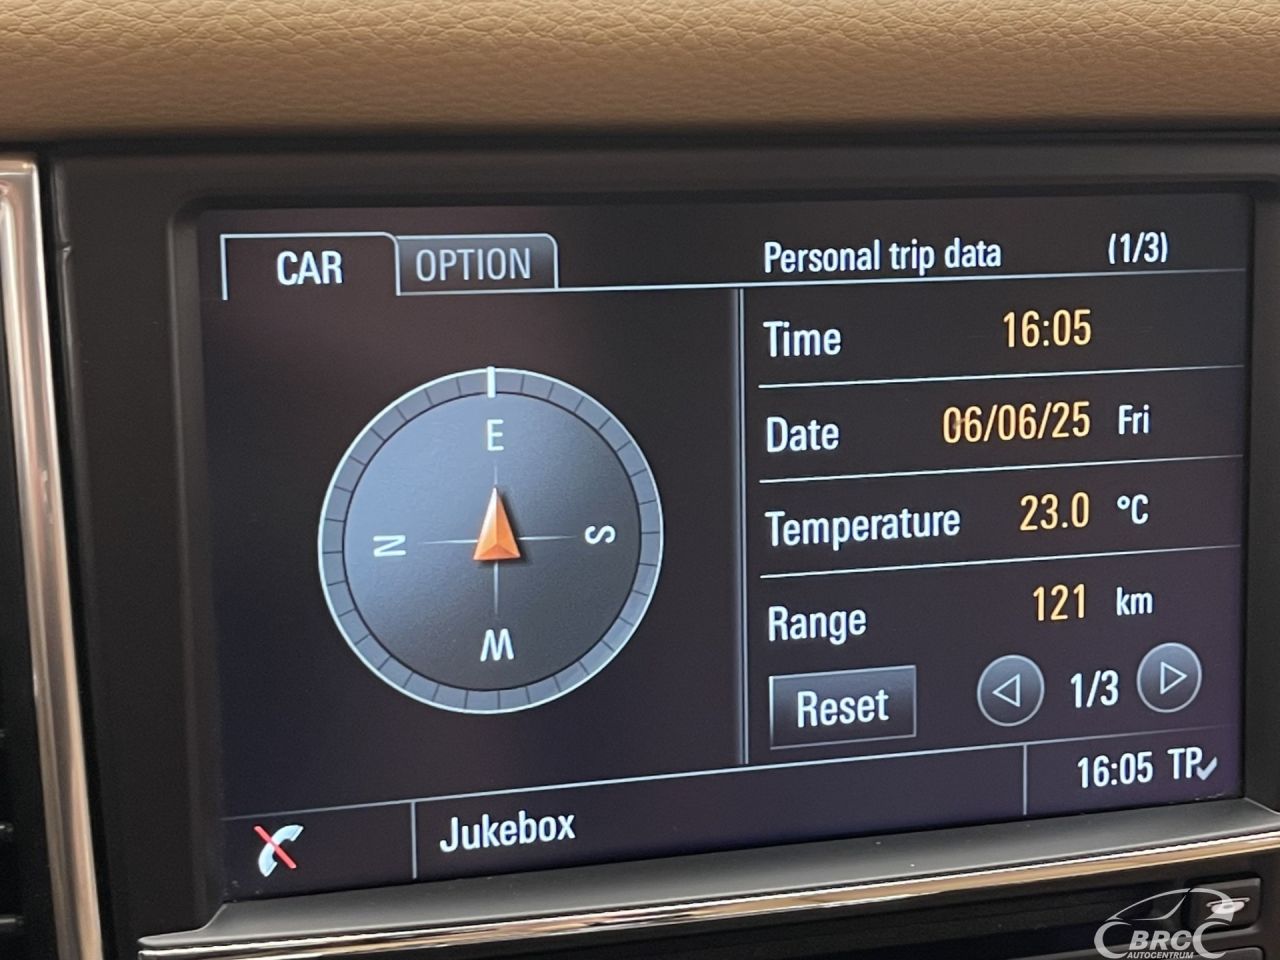 CAR OPTION Personal trip data (1/3)
Time 16:05
Date 06/06/25 Fri
Temperature 23.0 °C
Range 121 km
Reset 1/3
E
N S
W
Jukebox 16:05 TP
BRC
AUTOCENTRUM